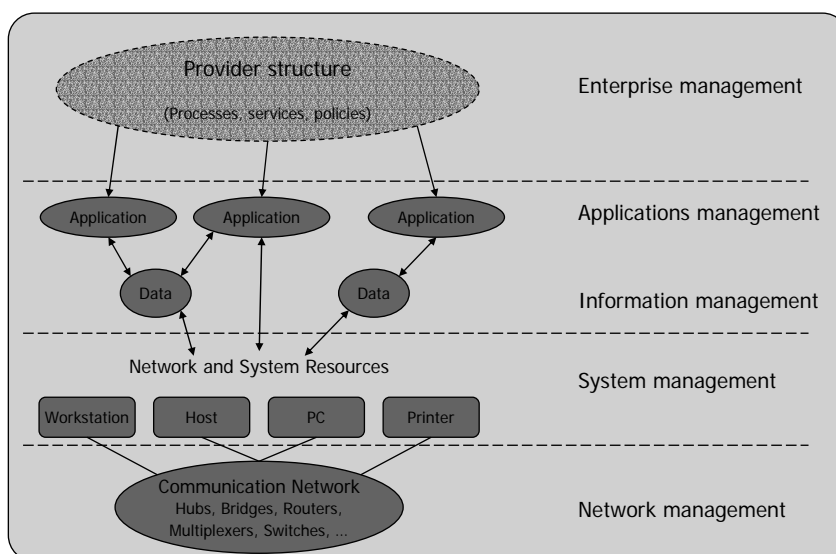 Provider structure
(Processes, services, policies)
Enterprise management
Application
Application
Application
Applications management
Data
Data
Information management
Network and System Resources
System management
Workstation
Host
PC
Printer
Communication Network
Hubs, Bridges, Routers,
Multiplexers, Switches, ...
Network management